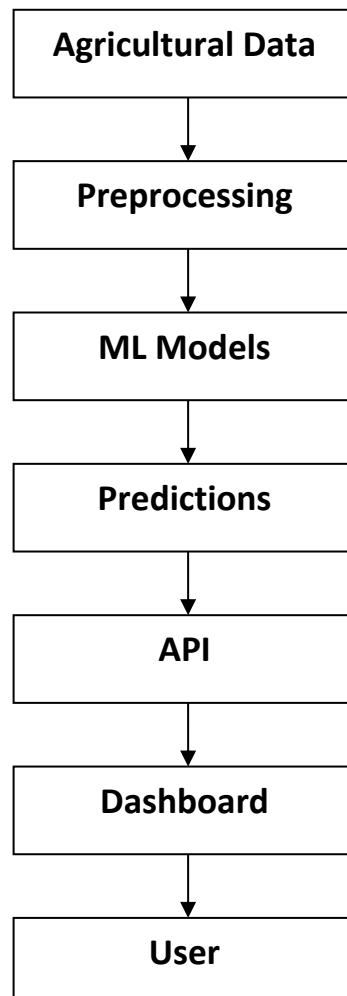 Agricultural Data
Preprocessing
ML Models
Predictions
API
Dashboard
User